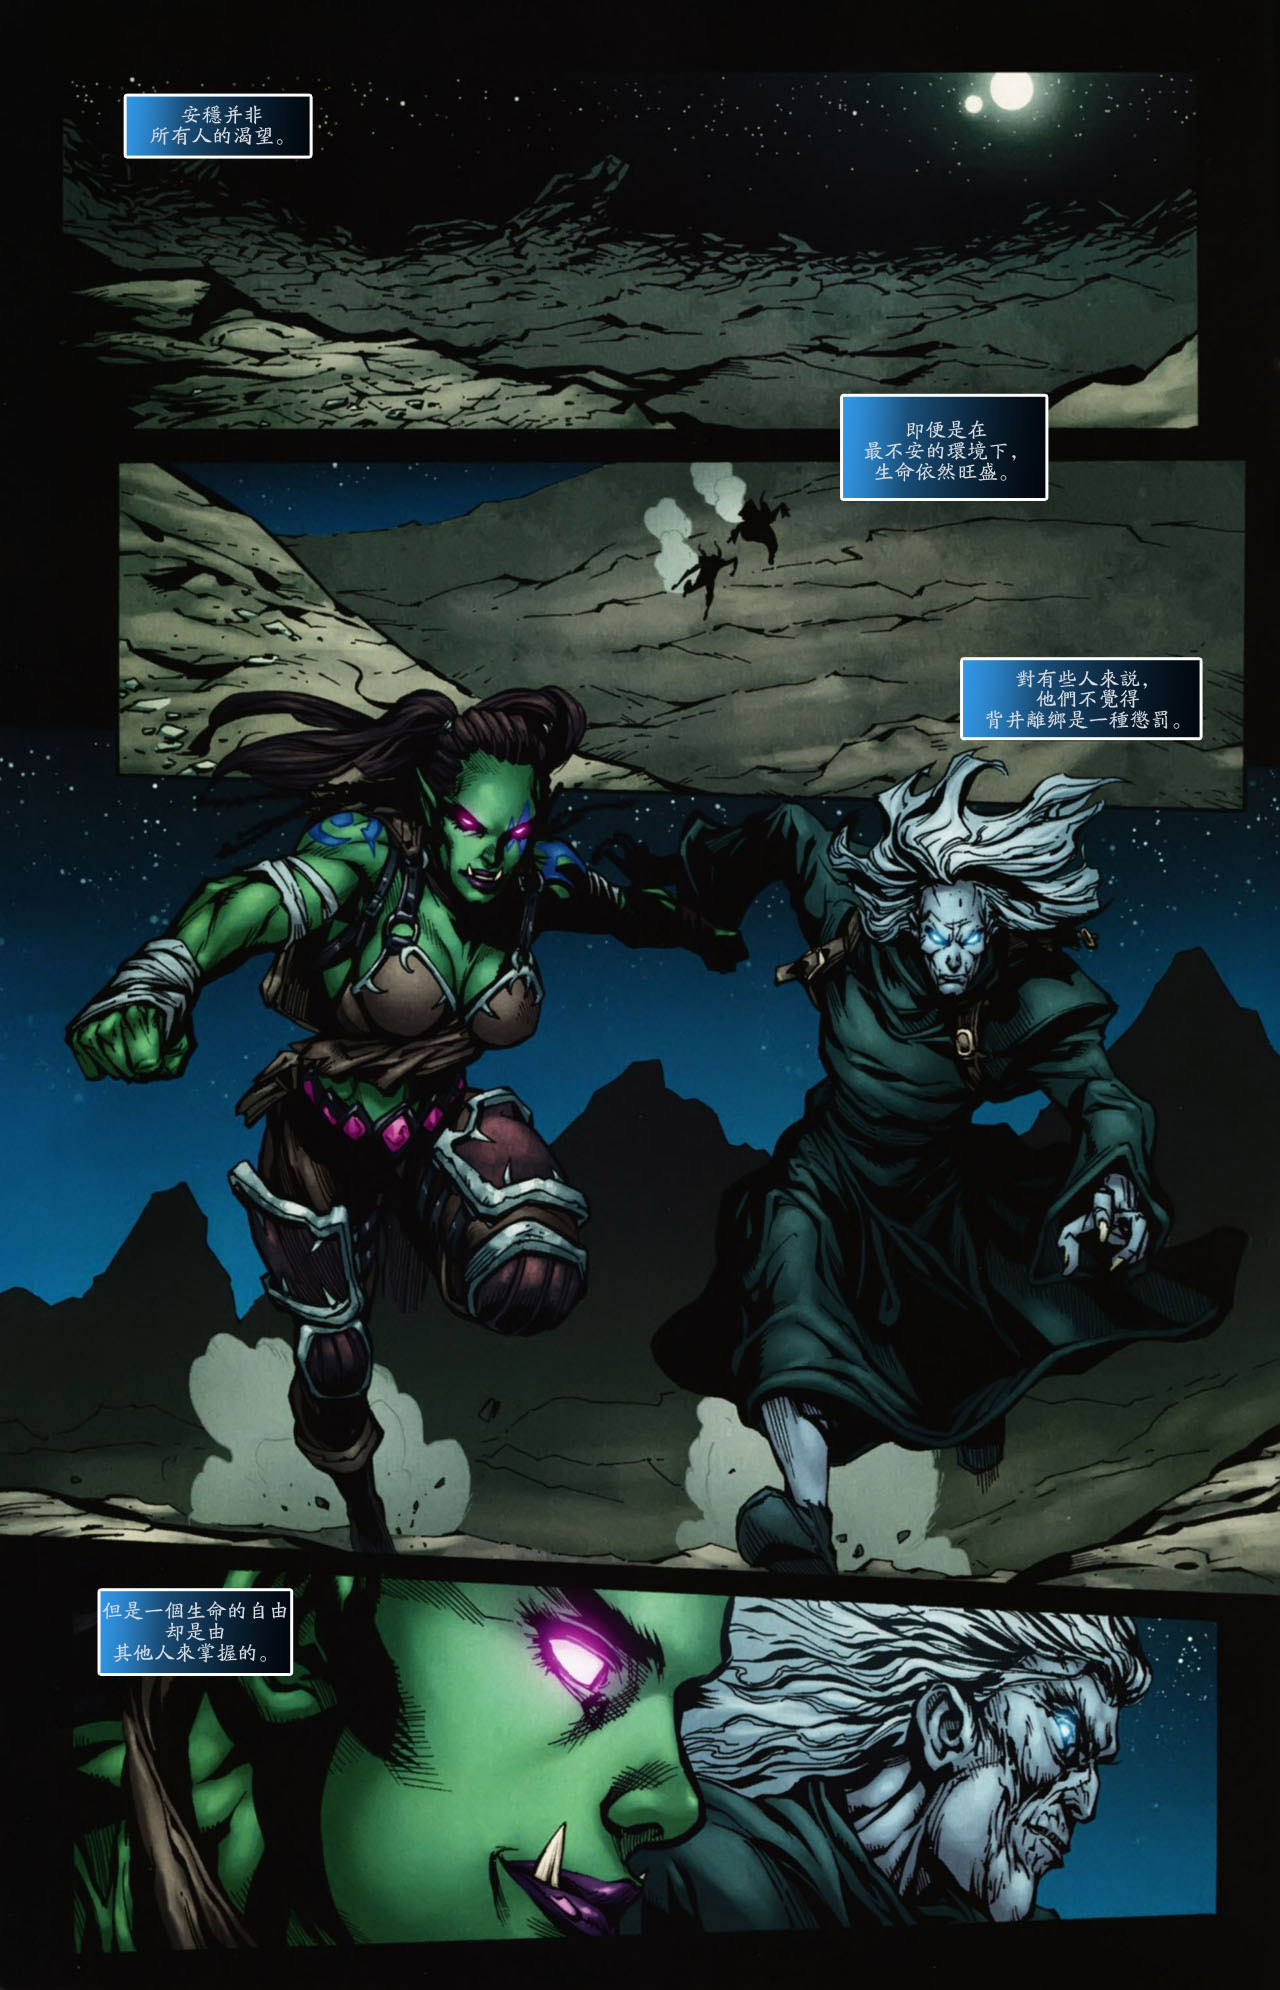 安穩并非
所有人的渴望。
即便是在
最不安的環境下，
生命依然旺盛。
對有些人來説，
他們不覺得
背井離鄉是一種懲罰。
但是一個生命的自由
却是由
其他人來掌握的。